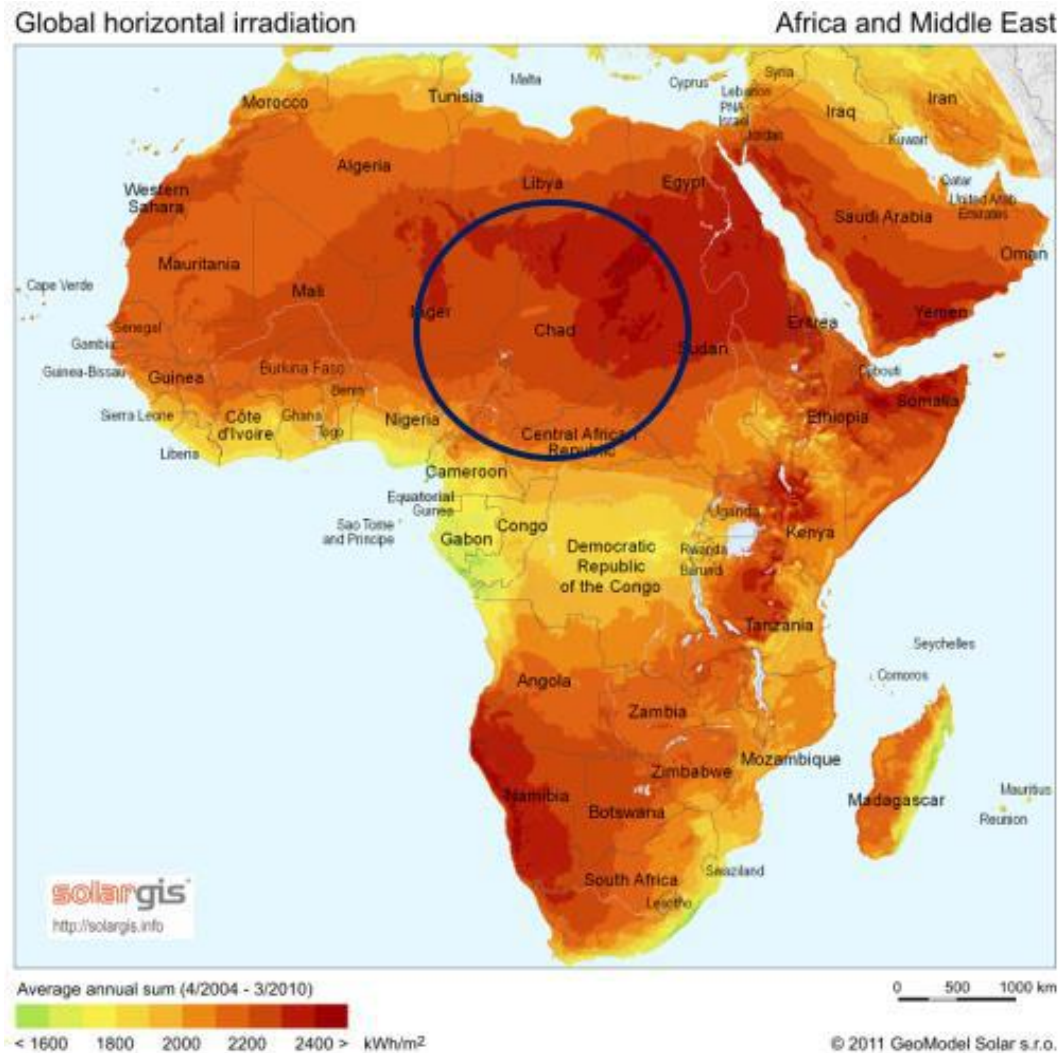 Global horizontal irradiation
Africa and Middle East
Malta
Cyprus
Syria
Lebanon
PNA
Israel
Jordan
Iraq
Iran
Kuwait
Morocco
Tunisia
Algeria
Libya
Egypt
Qatar
United Arab
Emirates
Western
Sahara
Saudi Arabia
Oman
Mauritania
Cape Verde
Mali
Niger
Chad
Sudan
Eritrea
Yemen
Senegal
Gambia
Guinea-Bissau
Guinea
Burkina Faso
Benin
Djibouti
Somalia
Sierra Leone
Côte
d'Ivoire
Ghana
Togo
Nigeria
Ethiopia
Liberia
Central African
Republic
Cameroon
Equatorial
Guinea
Sao Tome
and Principe
Gabon
Congo
Uganda
Kenya
Democratic
Republic
of the Congo
Rwanda
Burundi
Tanzania
Seychelles
Comoros
Angola
Zambia
Mozambique
Zimbabwe
Madagascar
Mauritius
Reunion
Namibia
Botswana
Swaziland
South Africa
Lesotho
solargis
http://solargis.info
Average annual sum (4/2004 - 3/2010)
< 1600 1800 2000 2200 2400 > kWh/m²
0 500 1000 km
© 2011 GeoModel Solar s.r.o.